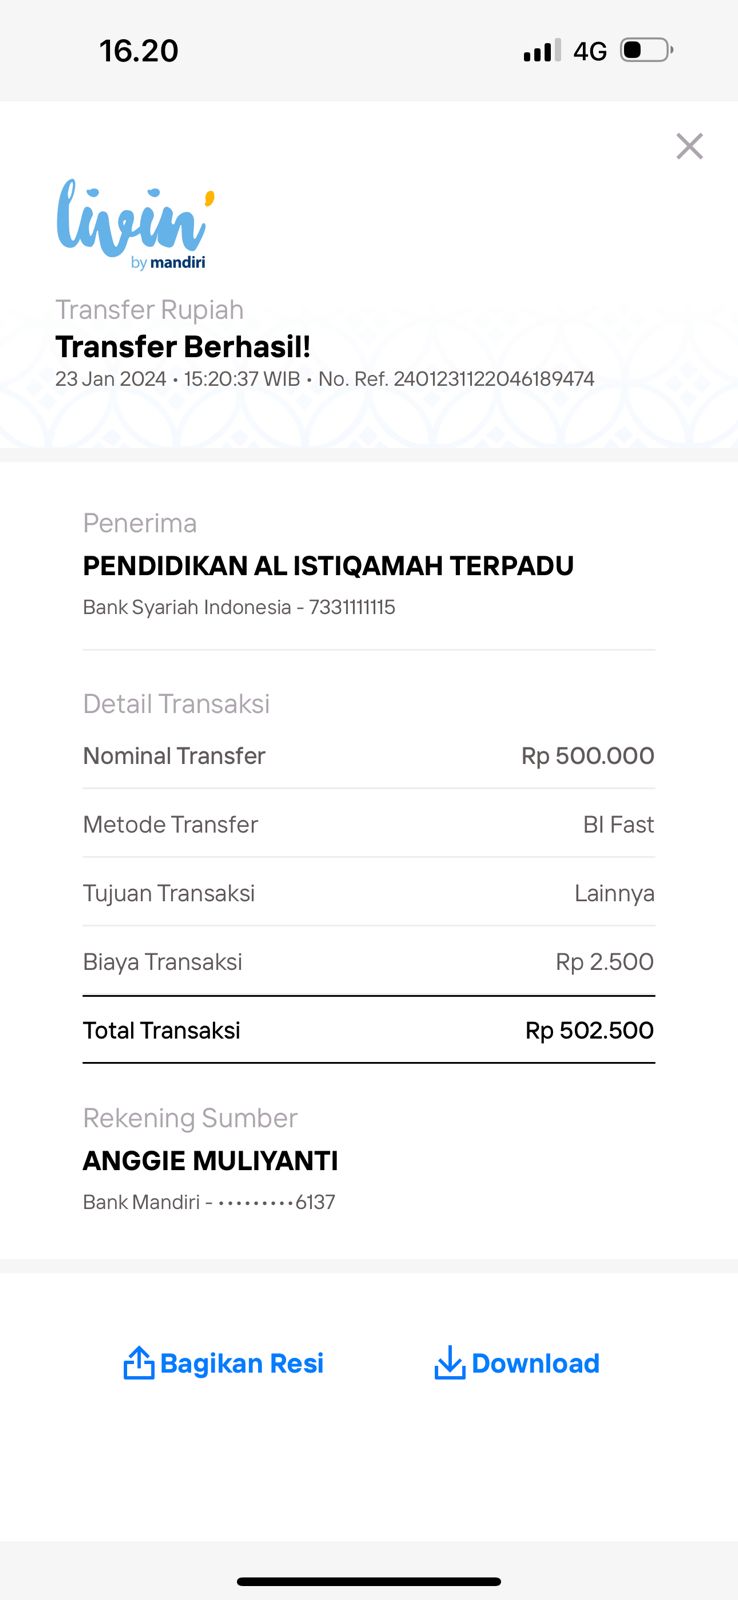 16.20
4G
livin'
by mandiri
Transfer Rupiah
Transfer Berhasil!
23 Jan 2024 • 15:20:37 WIB • No. Ref. 2401231122046189474
Penerima
PENDIDIKAN AL ISTIQAMAH TERPADU
Bank Syariah Indonesia - 7331111115
Detail Transaksi
Nominal Transfer Rp 500.000
Metode Transfer BI Fast
Tujuan Transaksi Lainnya
Biaya Transaksi Rp 2.500
Total Transaksi Rp 502.500
Rekening Sumber
ANGGIE MULIYANTI
Bank Mandiri - •••••••••6137
Bagikan Resi Download